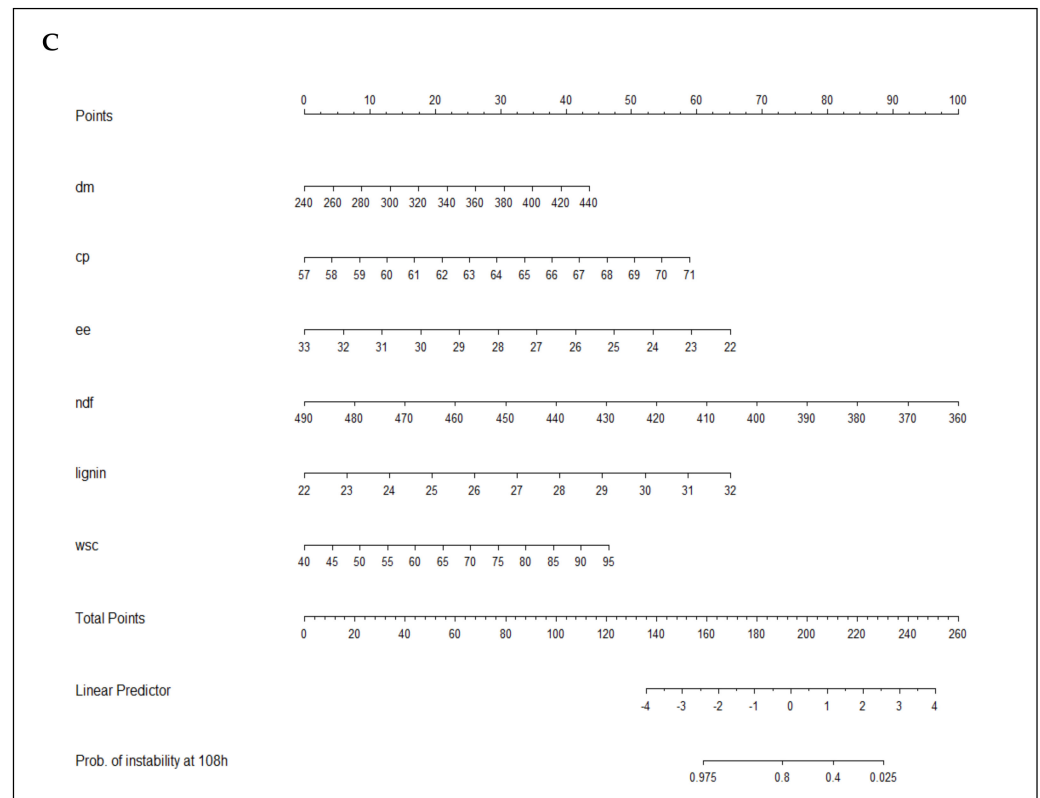 C
Points
0 10 20 30 40 50 60 70 80 90 100
dm
240 260 280 300 320 340 360 380 400 420 440
cp
57 58 59 60 61 62 63 64 65 66 67 68 69 70 71
ee
33 32 31 30 29 28 27 26 25 24 23 22
ndf
490 480 470 460 450 440 430 420 410 400 390 380 370 360
lignin
22 23 24 25 26 27 28 29 30 31 32
wsc
40 45 50 55 60 65 70 75 80 85 90 95
Total Points
0 20 40 60 80 100 120 140 160 180 200 220 240 260
Linear Predictor
-4 -3 -2 -1 0 1 2 3 4
Prob. of instability at 108h
0.975 0.8 0.4 0.025